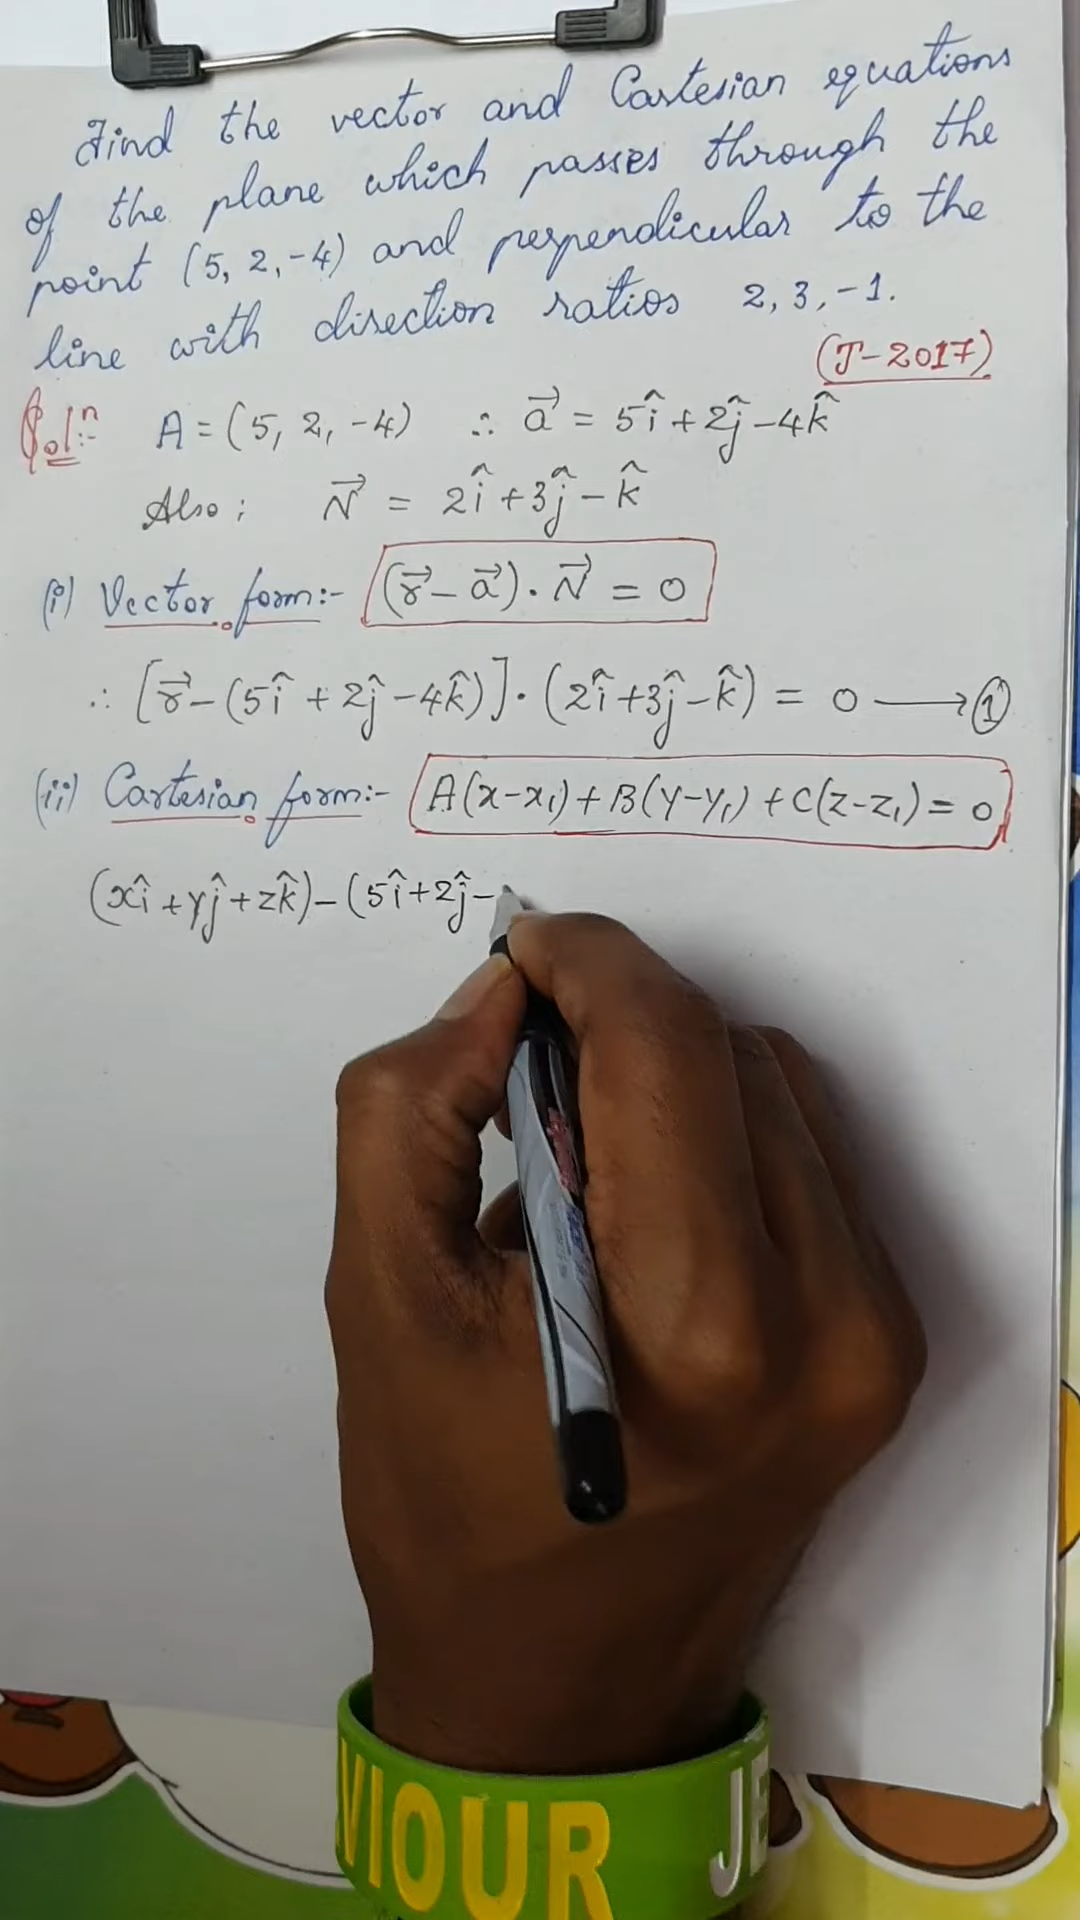 Find the vector and Cartesian equations
of the plane which passes through the
point (5, 2, -4) and perpendicular to the
line with direction ratios 2, 3, -1.
(J-2017)
Solⁿ:- A = (5, 2, -4) ∴ a⃗ = 5î + 2ĵ - 4k̂
Also; N⃗ = 2î + 3ĵ - k̂
(i) Vector form:- (r⃗ - a⃗) · N⃗ = 0
∴ [r⃗ - (5î + 2ĵ - 4k̂)] · (2î + 3ĵ - k̂) = 0 ⟶ ①
(ii) Cartesian form:- A(x-x₁) + B(y-y₁) + C(z-z₁) = 0
(xî + yĵ + zk̂) - (5î + 2ĵ -
VIOUR JE